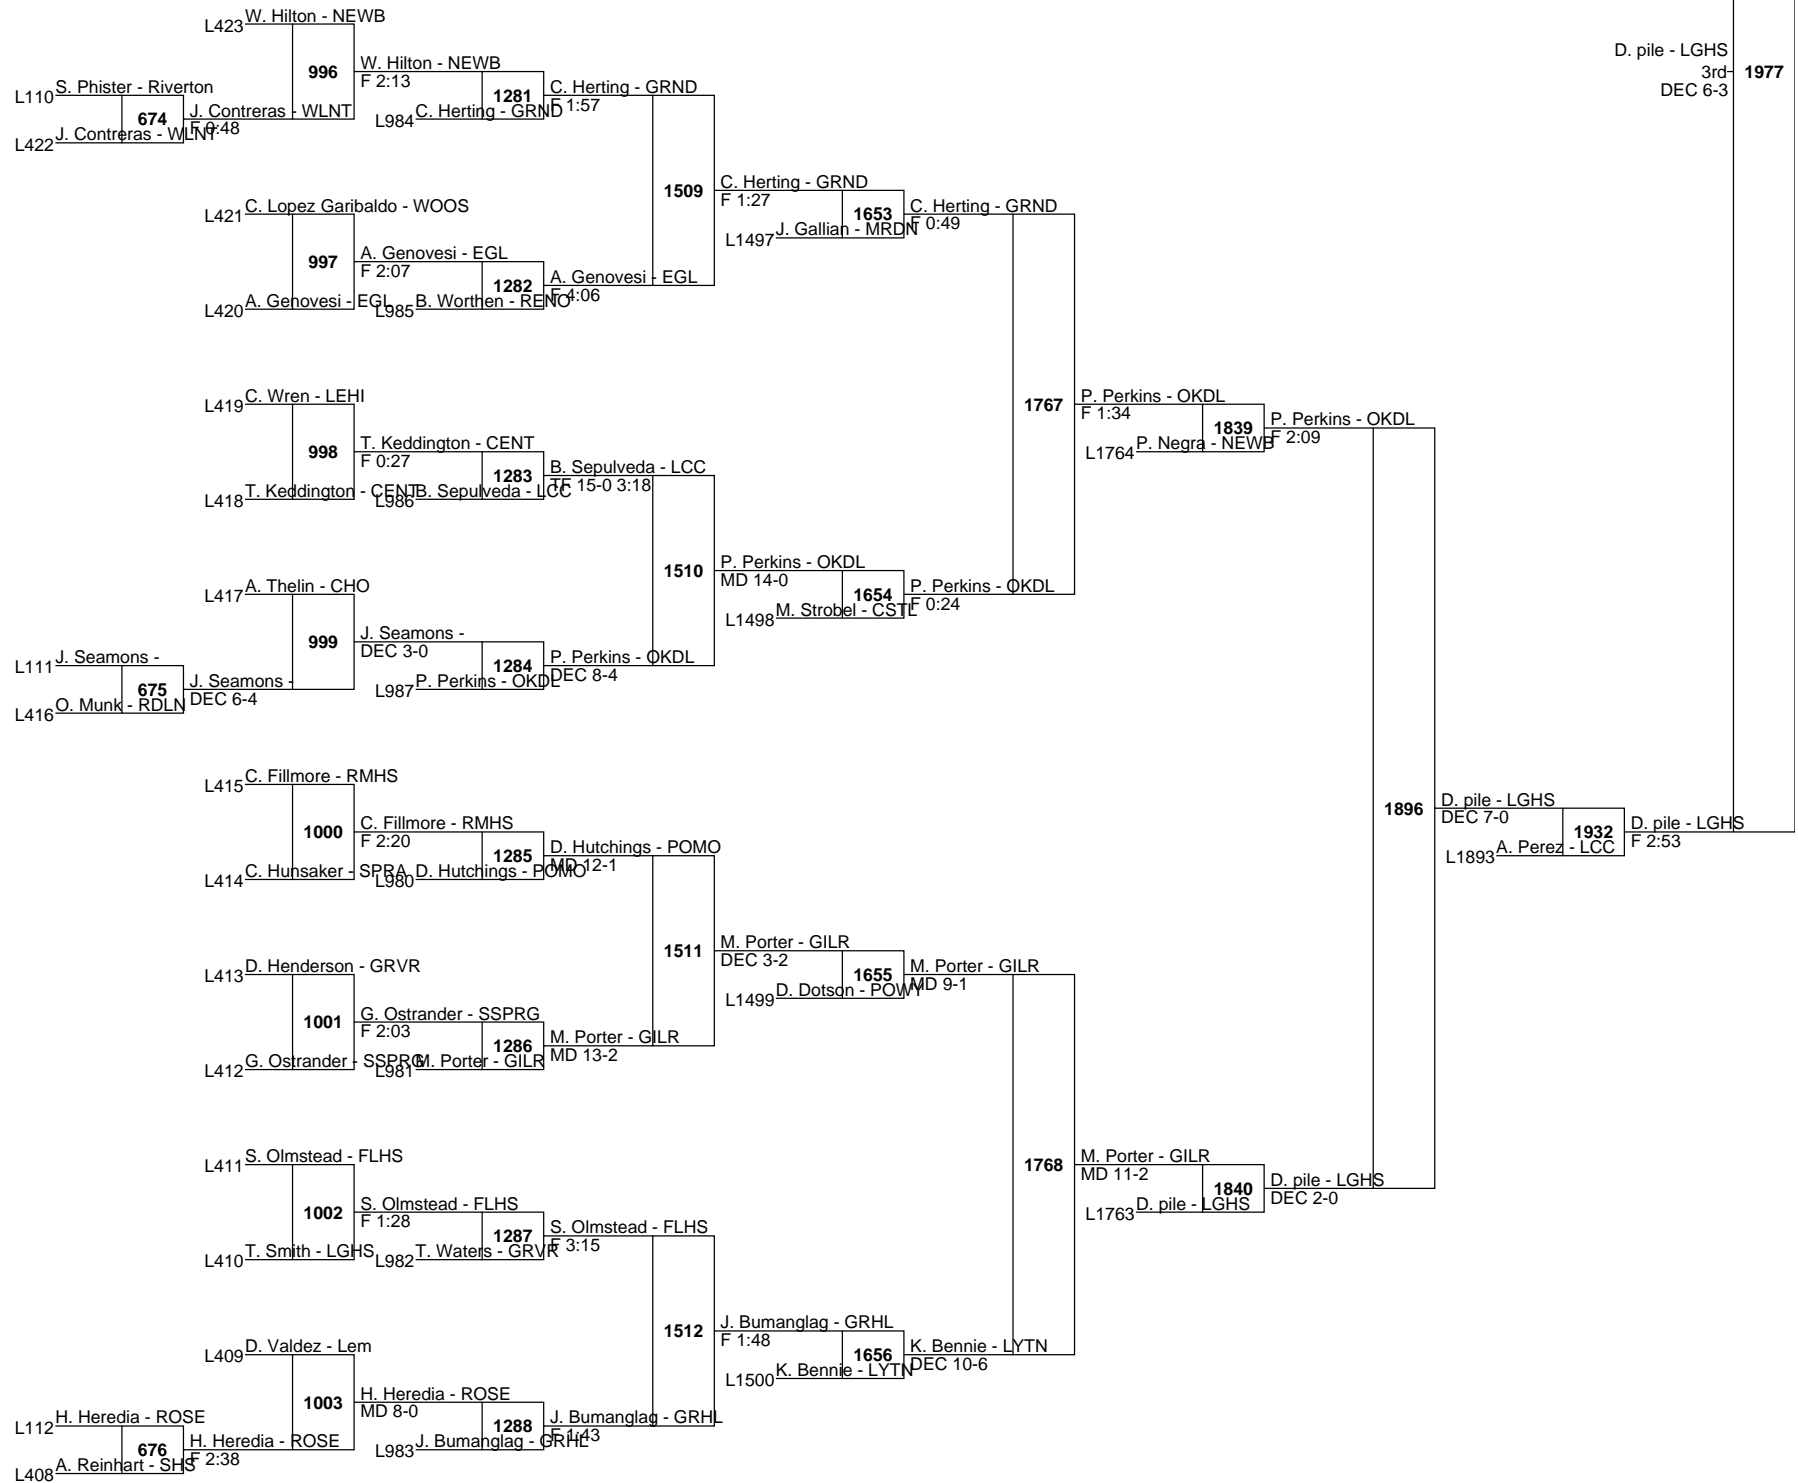 W. Hilton - NEWB
L423
996
W. Hilton - NEWB
F 2:13
S. Phister - Riverton
L110
674
J. Contreras - WLNT
F 0:48
J. Contreras - WLNT
L422
1281
C. Herting - GRND
F 1:57
C. Herting - GRND
L984
D. pile - LGHS
3rd
1977
DEC 6-3
1509
C. Herting - GRND
F 1:27
C. Lopez Garibaldo - WOOS
L421
997
A. Genovesi - EGL
F 2:07
1282
A. Genovesi - EGL
F 4:06
A. Genovesi - EGL
L420
B. Worthen - RENO
L985
1653
C. Herting - GRND
F 0:49
J. Gallian - MRDN
L1497
C. Wren - LEHI
L419
998
T. Keddington - CENT
F 0:27
1283
B. Sepulveda - LCC
TF 15-0 3:18
T. Keddington - CENT
L418
B. Sepulveda - LCC
L986
1767
P. Perkins - OKDL
F 1:34
1839
P. Perkins - OKDL
F 2:09
P. Negra - NEWB
L1764
1510
P. Perkins - OKDL
MD 14-0
1654
P. Perkins - OKDL
F 0:24
M. Strobel - CSTL
L1498
A. Thelin - CHO
L417
999
J. Seamons -
DEC 3-0
J. Seamons -
L111
675
J. Seamons -
DEC 6-4
O. Munk - RDLN
L416
1284
P. Perkins - OKDL
DEC 8-4
P. Perkins - OKDL
L987
C. Fillmore - RMHS
L415
1000
C. Fillmore - RMHS
F 2:20
1285
D. Hutchings - POMO
MD 12-1
C. Hunsaker - SPRA
L414
D. Hutchings - POMO
L980
1896
D. pile - LGHS
DEC 7-0
1932
D. pile - LGHS
F 2:53
A. Perez - LCC
L1893
1511
M. Porter - GILR
DEC 3-2
1655
M. Porter - GILR
MD 9-1
D. Dotson - POWY
L1499
D. Henderson - GRVR
L413
1001
G. Ostrander - SSPRG
F 2:03
1286
M. Porter - GILR
MD 13-2
G. Ostrander - SSPRG
L412
M. Porter - GILR
L981
S. Olmstead - FLHS
L411
1002
S. Olmstead - FLHS
F 1:28
1287
S. Olmstead - FLHS
F 3:15
T. Smith - LGHS
L410
T. Waters - GRVR
L982
1768
M. Porter - GILR
MD 11-2
1840
D. pile - LGHS
DEC 2-0
D. pile - LGHS
L1763
1512
J. Bumanglag - GRHL
F 1:48
1656
K. Bennie - LYTN
DEC 10-6
K. Bennie - LYTN
L1500
D. Valdez - Lem
L409
1003
H. Heredia - ROSE
MD 8-0
1288
J. Bumanglag - GRHL
F 1:43
J. Bumanglag - GRHL
L983
H. Heredia - ROSE
L112
676
H. Heredia - ROSE
F 2:38
A. Reinhart - SHS
L408